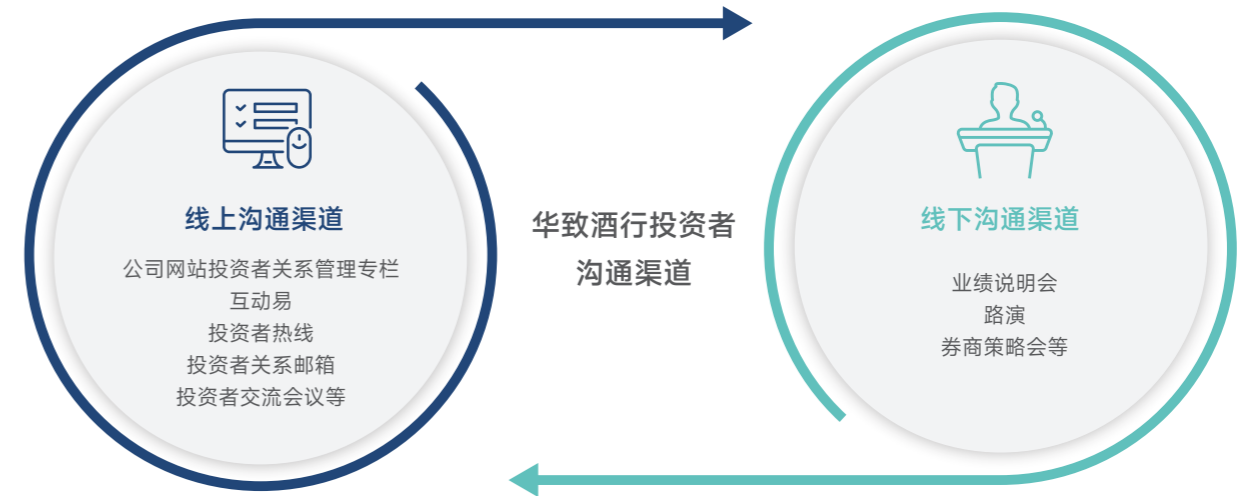 线上沟通渠道
公司网站投资者关系管理专栏
互动易
投资者热线
投资者关系邮箱
投资者交流会议等
华致酒行投资者
沟通渠道
线下沟通渠道
业绩说明会
路演
券商策略会等